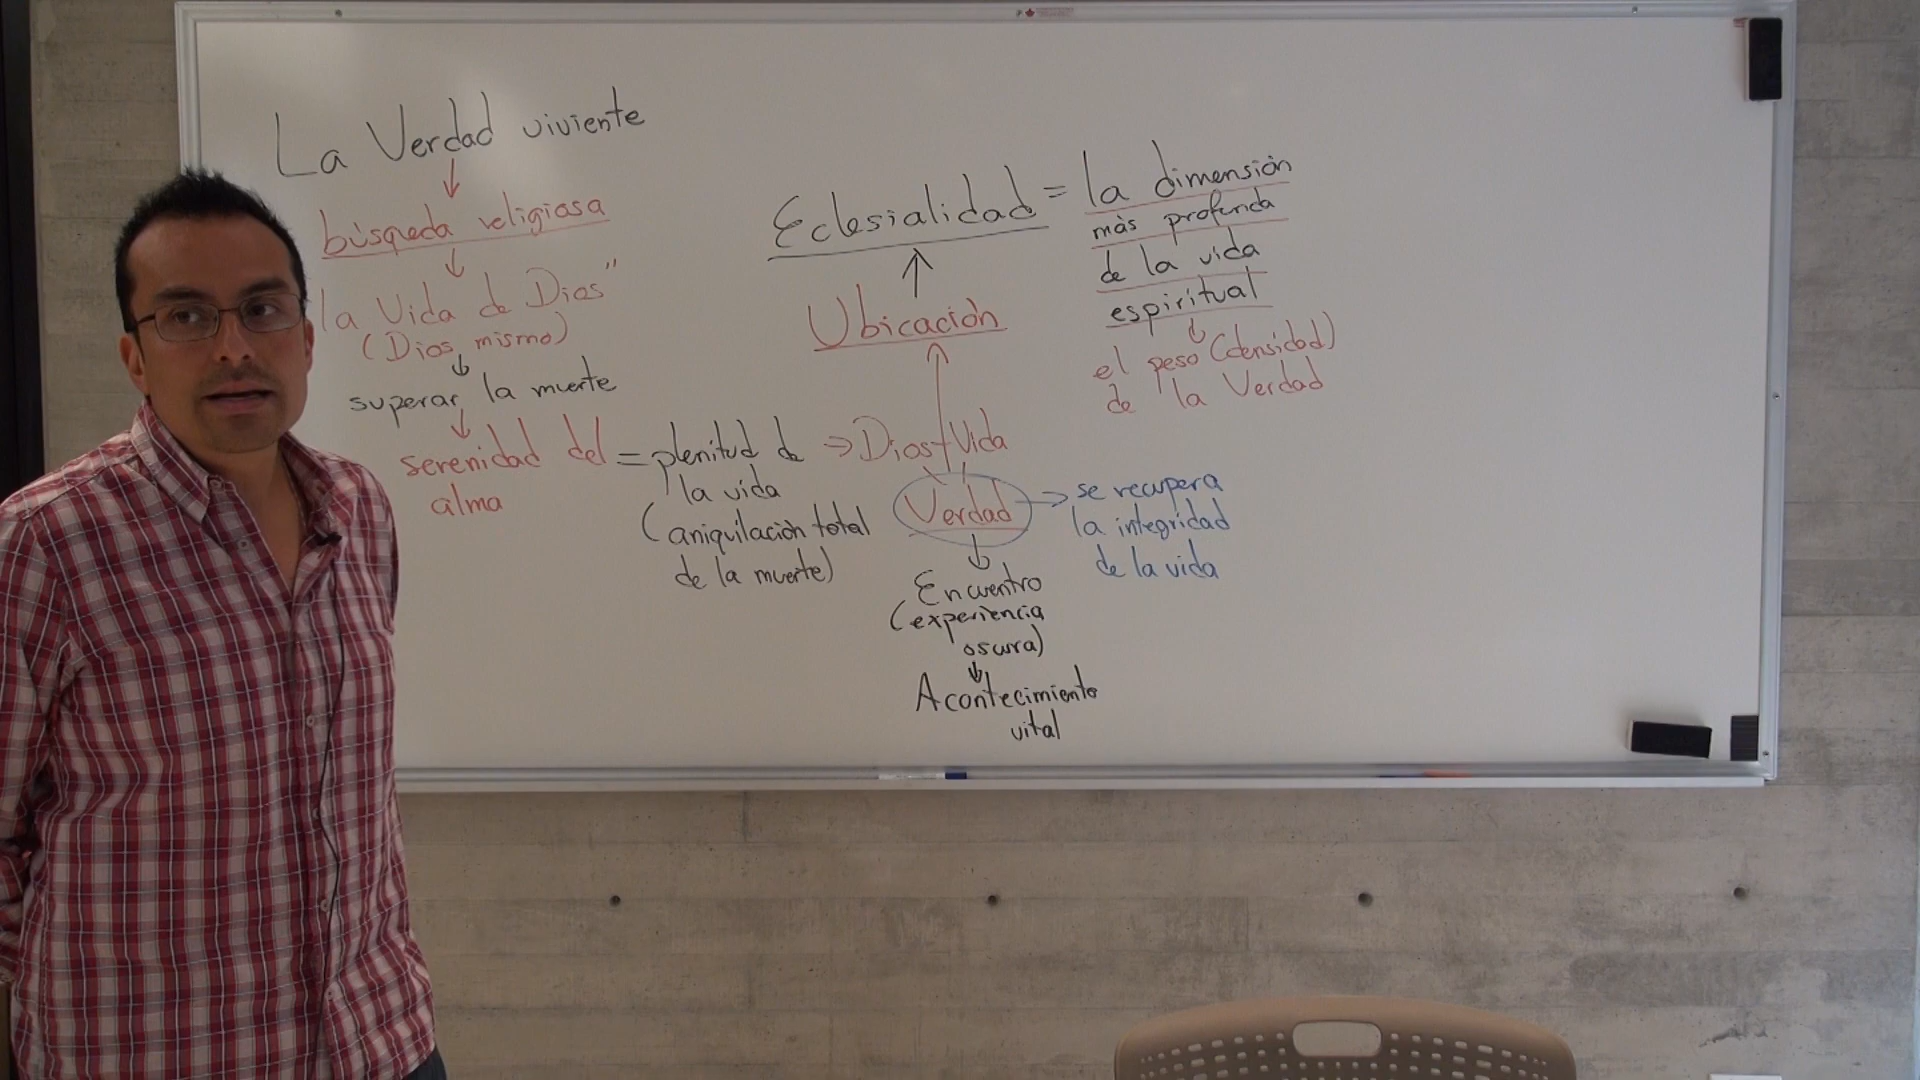 La Verdad viviente
↓
búsqueda religiosa
↓
la Vida de Dios"
(Dios mismo)
↓
superar la muerte
↓
serenidad del
alma
= plenitud de
la vida
(aniquilación total
de la muerte)
⇒ Dios + Vida
Verdad
↓
Encuentro
(experiencia
oscura)
↓
Acontecimiento
vital
→ se recupera
la integridad
de la vida
↑
Ubicación
↑
Eclesialidad = la dimensión
más profunda
de la vida
espiritual
↓
el peso (densidad)
de la Verdad